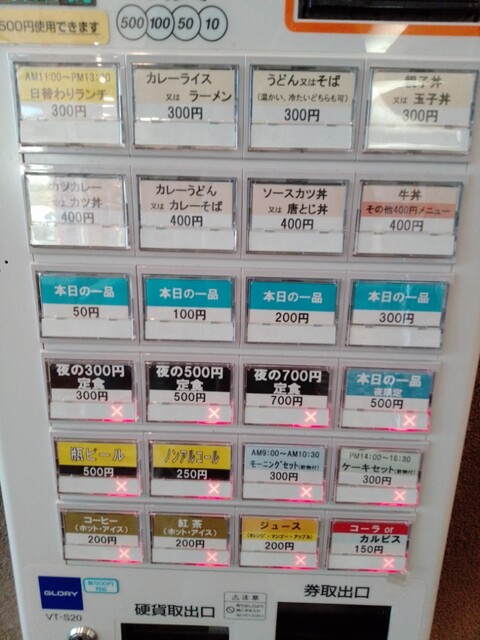 500円使用できます
500 100 50 10
AM11:00～PM13:30
日替わりランチ
300円
カレーライス
又は ラーメン
300円
うどん又はそば
(温かい、冷たいどちらも可)
300円
親子丼
又は 玉子丼
300円
カツカレー
又は カツ丼
400円
カレーうどん
又は カレーそば
400円
ソースカツ丼
又は 唐とじ丼
400円
牛丼
その他400円メニュー
400円
本日の一品
50円
本日の一品
100円
本日の一品
200円
本日の一品
300円
夜の300円
定食
300円
夜の500円
定食
500円
夜の700円
定食
700円
本日の一品
夜限定
500円
瓶ビール
500円
ノンアルコール
250円
AM9:00～AM10:30
モーニングセット
300円
PM14:00～16:30
ケーキセット
300円
コーヒー
(ホット・アイス)
200円
紅茶
(ホット・アイス)
200円
ジュース
(オレンジ・マンゴー・アップル)
200円
コーラ or
カルピス
150円
GLORY
VT-S20
硬貨取出口
注意
券取出口